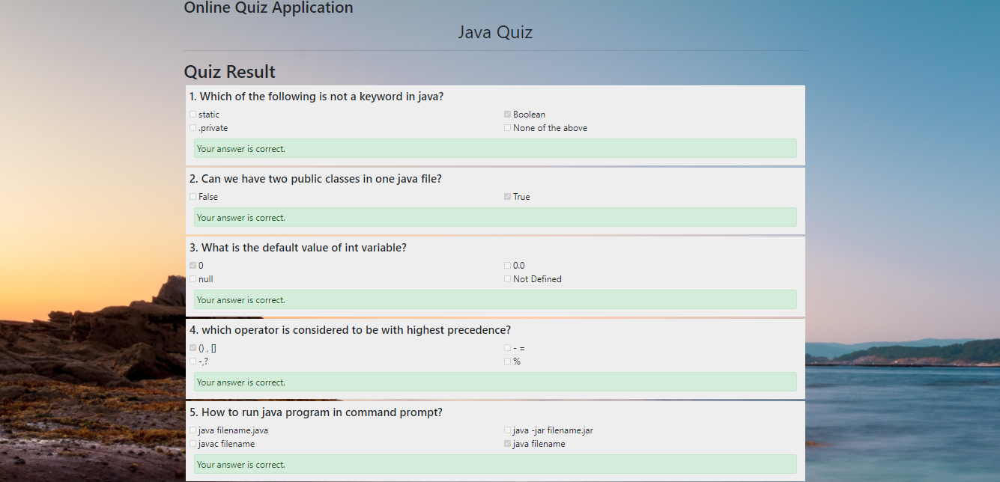 Online Quiz Application
Java Quiz
Quiz Result
1. Which of the following is not a keyword in java?
static Boolean
.private None of the above
Your answer is correct.
2. Can we have two public classes in one java file?
False True
Your answer is correct.
3. What is the default value of int variable?
0 0.0
null Not Defined
Your answer is correct.
4. which operator is considered to be with highest precedence?
() , [] - =
-,? %
Your answer is correct.
5. How to run java program in command prompt?
java filename.java java -jar filename.jar
javac filename java filename
Your answer is correct.